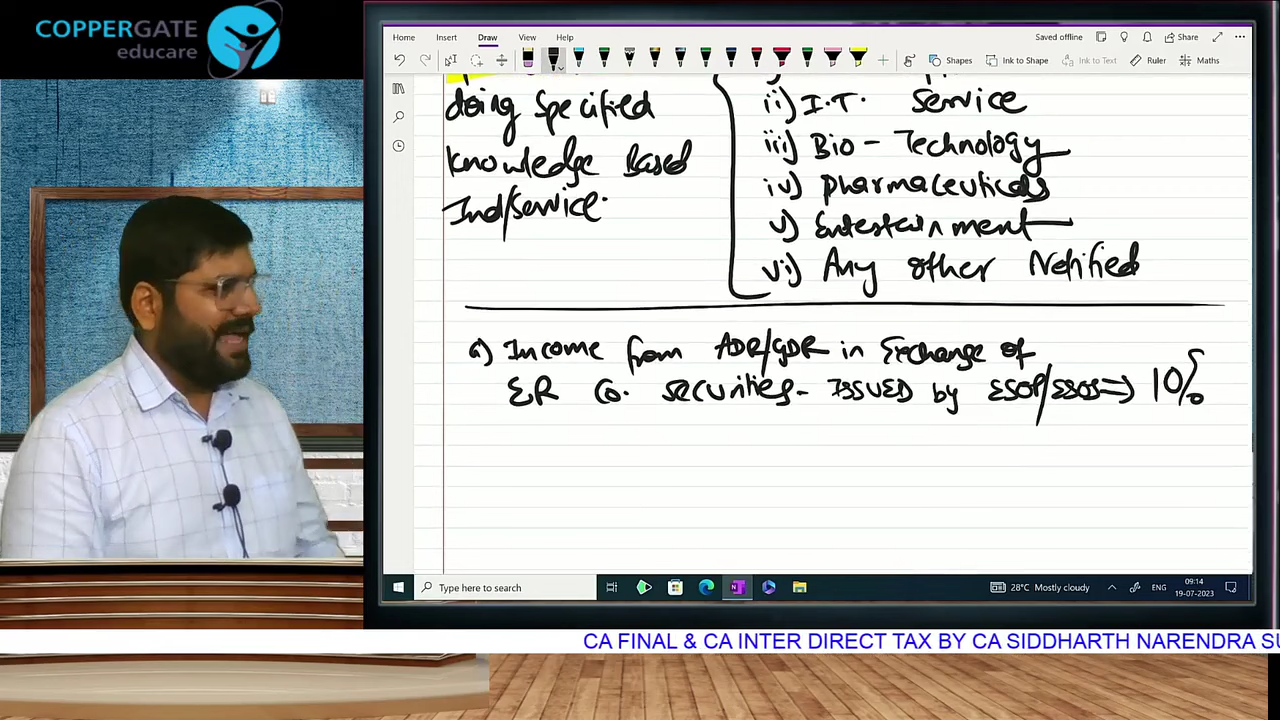 COPPERGATE
educare
Home Insert Draw View Help
Saved offline
Share
Shapes
Ink to Shape
Ink to Text
Ruler
Maths
doing Specified
knowledge Based
Ind/Service.
ii) I.T. Service
iii) Bio - Technology
iv) Pharmaceuticals
v) Entertainment
vi) Any other Notified
Income from ADR/GDR in Exchange of
ER Co. securities - ISSUED by ESOP/ESOS ⇒ 10%
Type here to search
28°C Mostly cloudy
ENG
09:14
19-07-2023
CA FINAL & CA INTER DIRECT TAX BY CA SIDDHARTH NARENDRA SU